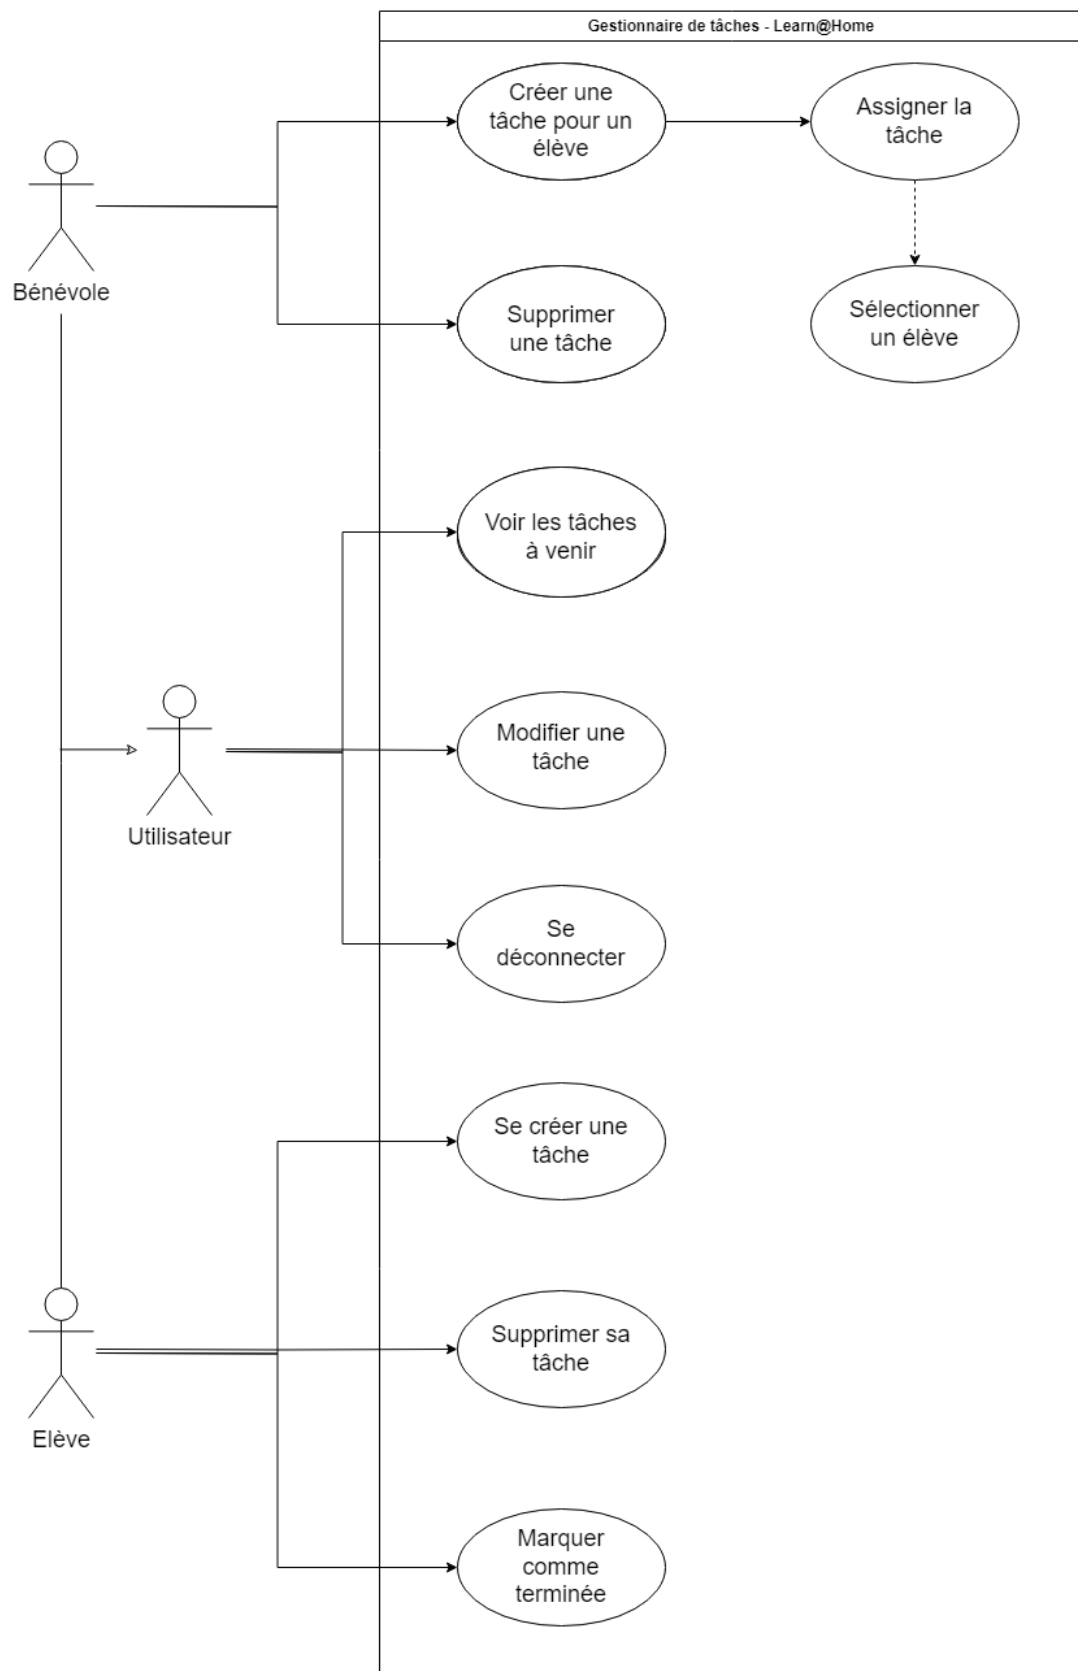 Gestionnaire de tâches - Learn@Home
Créer une
tâche pour un
élève
Assigner la
tâche
Bénévole
Supprimer
une tâche
Sélectionner
un élève
Voir les tâches
à venir
Modifier une
tâche
Utilisateur
Se
déconnecter
Se créer une
tâche
Supprimer sa
tâche
Elève
Marquer
comme
terminée